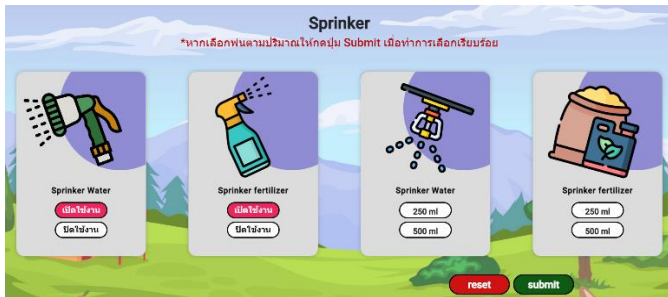 Sprinker
*หากเลือกพ่นตามปริมาณให้กดปุ่ม Submit เมื่อทำการเลือกเรียบร้อย
Sprinker Water
เปิดใช้งาน
ปิดใช้งาน
Sprinker fertilizer
เปิดใช้งาน
ปิดใช้งาน
Sprinker Water
250 ml
500 ml
Sprinker fertilizer
250 ml
500 ml
reset
submit